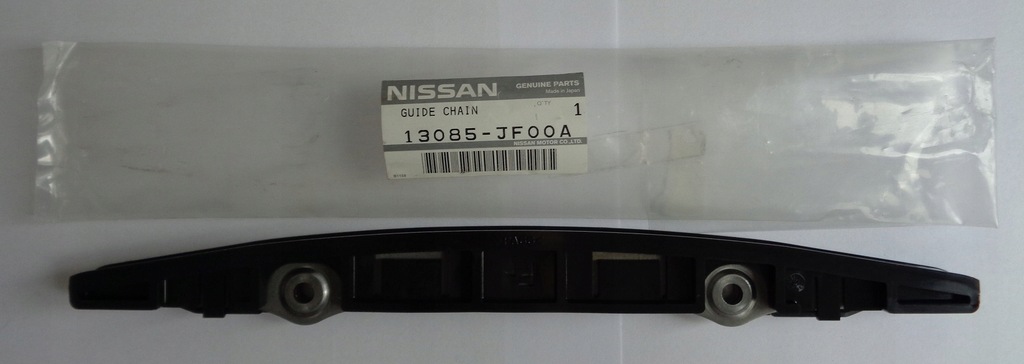 NISSAN GENUINE PARTS
Made in Japan
GUIDE CHAIN Q'TY 1
13085-JF00A
NISSAN MOTOR CO.,LTD.